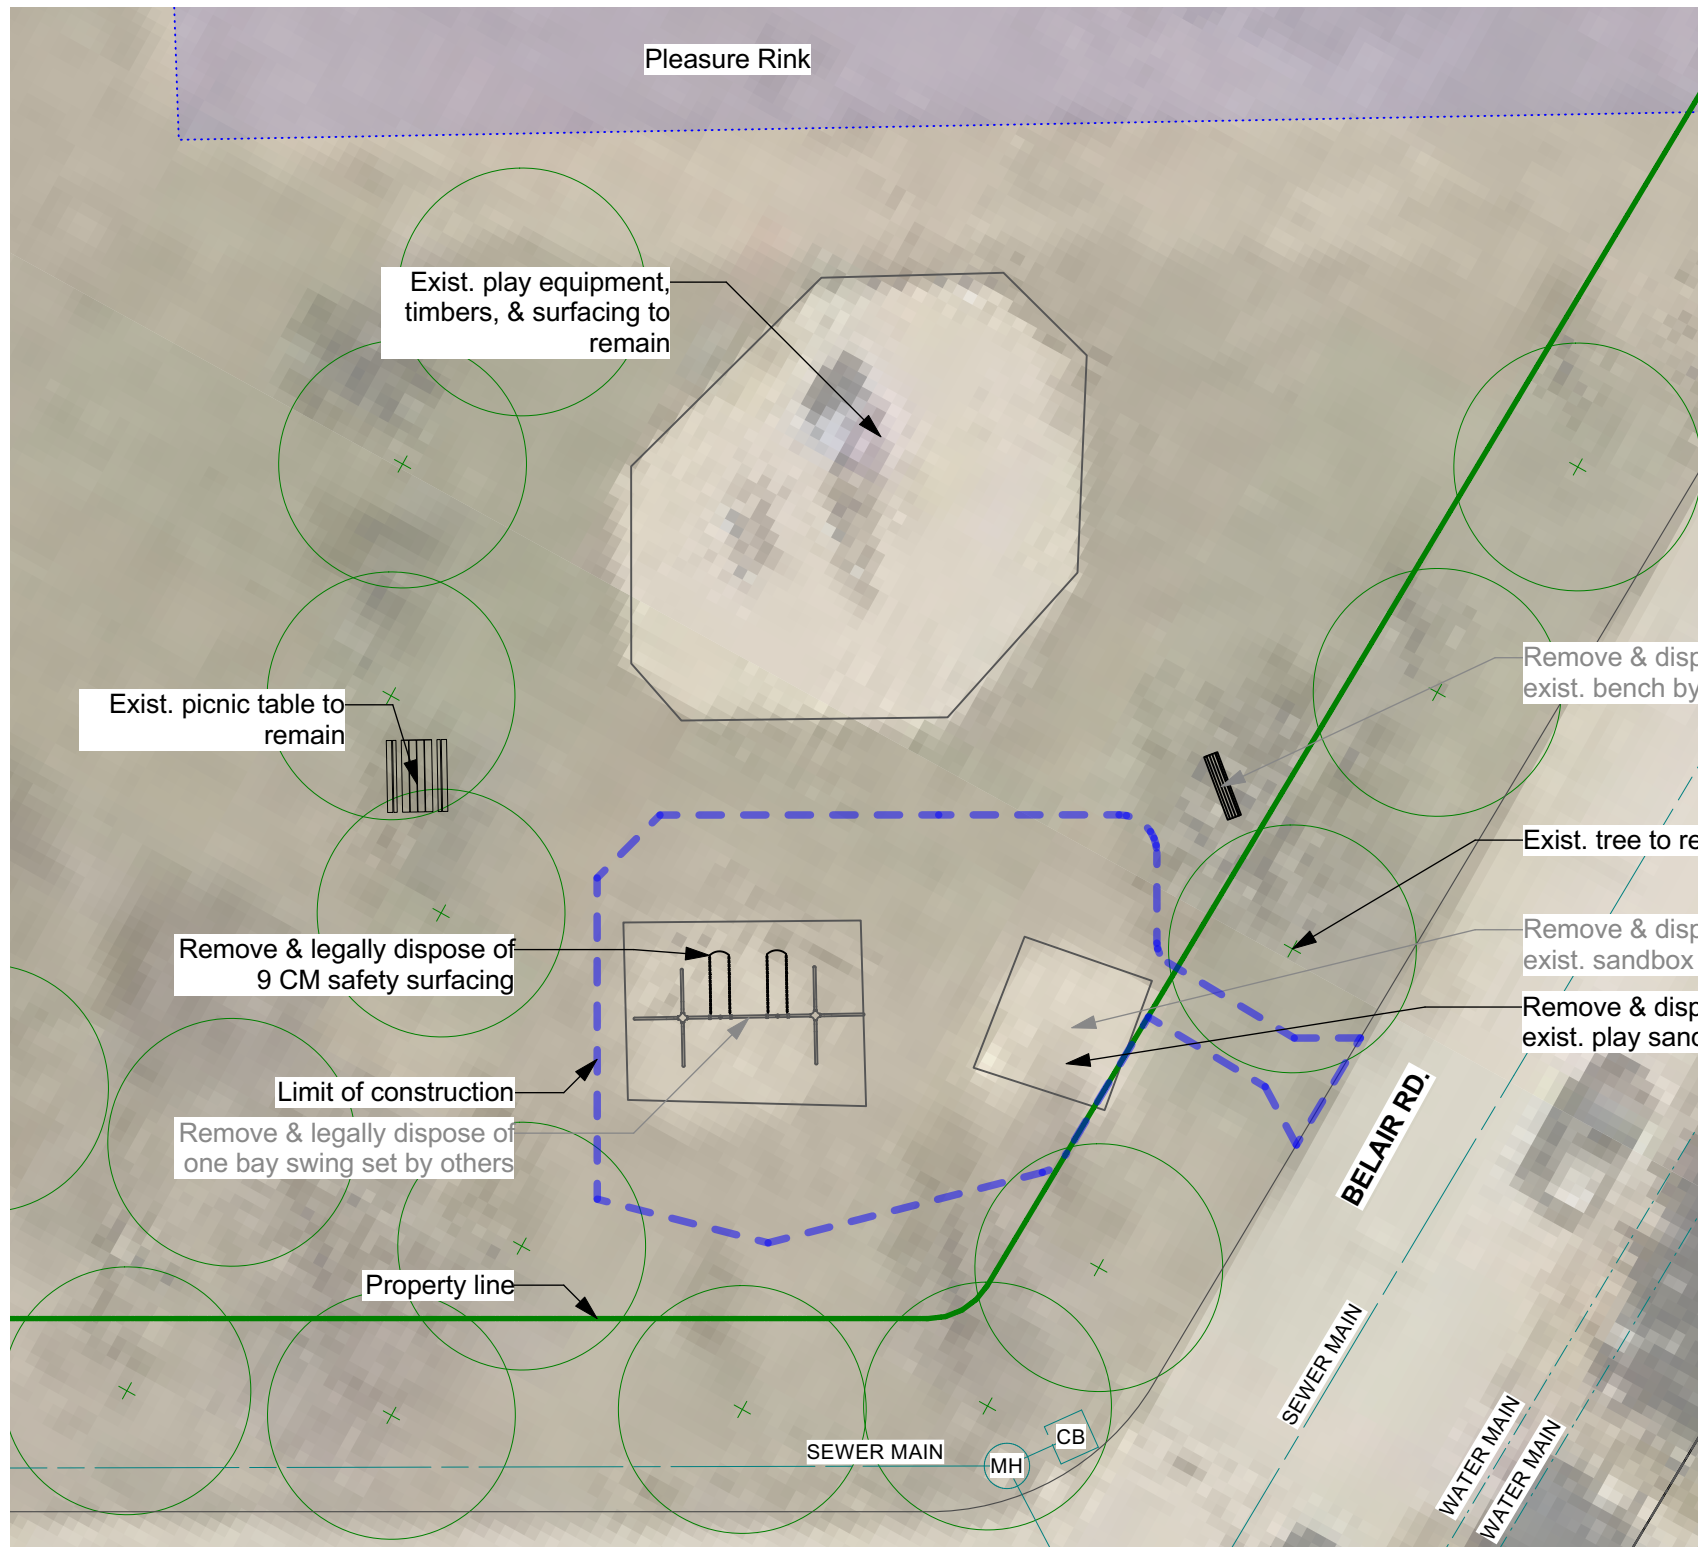 Pleasure Rink
Exist. play equipment,
timbers, & surfacing to
remain
Remove & disp
exist. bench by
Exist. picnic table to
remain
Exist. tree to re
Remove & legally dispose of
9 CM safety surfacing
Remove & disp
exist. sandbox
Remove & disp
exist. play sand
Limit of construction
Remove & legally dispose of
one bay swing set by others
BELAIR RD.
Property line
SEWER MAIN
SEWER MAIN
MH
CB
WATER MAIN
WATER MAIN